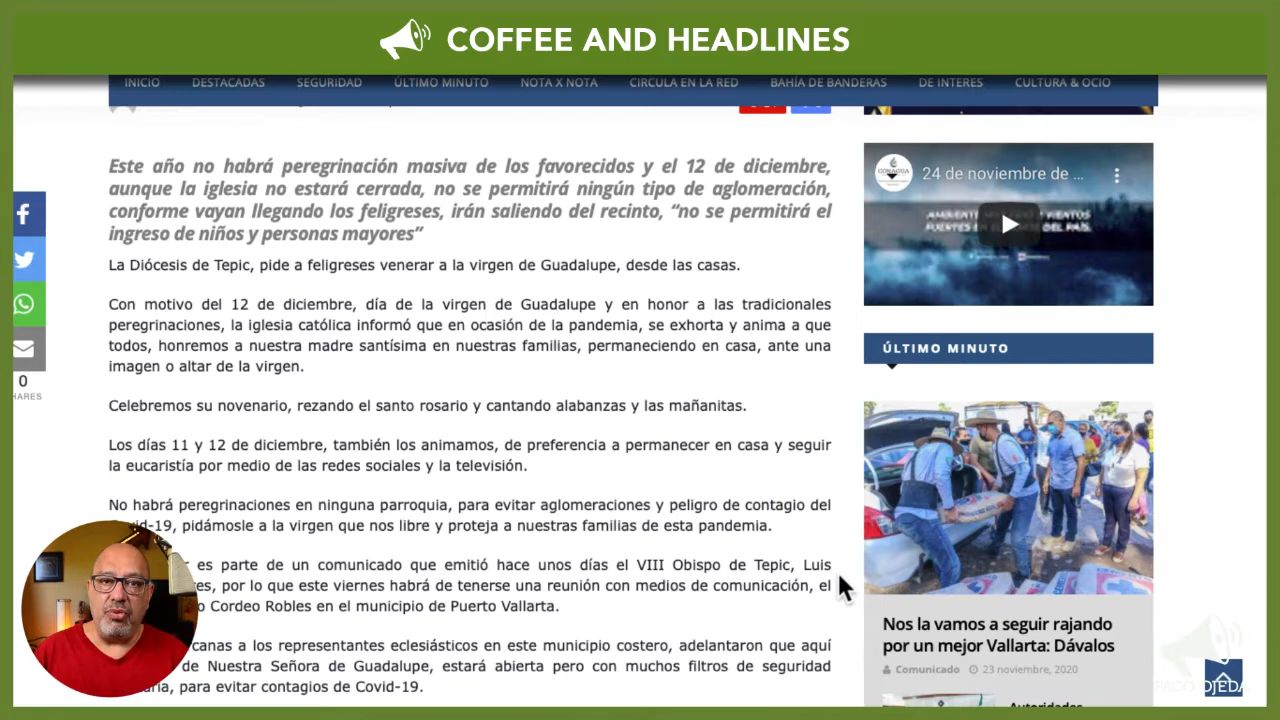 COFFEE AND HEADLINES
INICIO DESTACADAS SEGURIDAD ÚLTIMO MINUTO NOTA X NOTA CIRCULA EN LA RED BAHÍA DE BANDERAS DE INTERES CULTURA & OCIO
Este año no habrá peregrinación masiva de los favorecidos y el 12 de diciembre,
aunque la iglesia no estará cerrada, no se permitirá ningún tipo de aglomeración,
conforme vayan llegando los feligreses, irán saliendo del recinto, “no se permitirá el
ingreso de niños y personas mayores”
La Diócesis de Tepic, pide a feligreses venerar a la virgen de Guadalupe, desde las casas.
Con motivo del 12 de diciembre, día de la virgen de Guadalupe y en honor a las tradicionales
peregrinaciones, la iglesia católica informó que en ocasión de la pandemia, se exhorta y anima a que
todos, honremos a nuestra madre santísima en nuestras familias, permaneciendo en casa, ante una
imagen o altar de la virgen.
Celebremos su novenario, rezando el santo rosario y cantando alabanzas y las mañanitas.
Los días 11 y 12 de diciembre, también los animamos, de preferencia a permanecer en casa y seguir
la eucaristía por medio de las redes sociales y la televisión.
No habrá peregrinaciones en ninguna parroquia, para evitar aglomeraciones y peligro de contagio del
pidámosle a la virgen que nos libre y proteja a nuestras familias de esta pandemia.
es parte de un comunicado que emitió hace unos días el VIII Obispo de Tepic, Luis
por lo que este viernes habrá de tenerse una reunión con medios de comunicación, el
Cordeo Robles en el municipio de Puerto Vallarta.
a los representantes eclesiásticos en este municipio costero, adelantaron que aquí
de Nuestra Señora de Guadalupe, estará abierta pero con muchos filtros de seguridad
para evitar contagios de Covid-19.
0
HARES
CONAGUA
24 de noviembre de ...
ÚLTIMO MINUTO
Nos la vamos a seguir rajando
por un mejor Vallarta: Dávalos
Comunicado 23 noviembre, 2020
Autoridades
PACO OJEDA